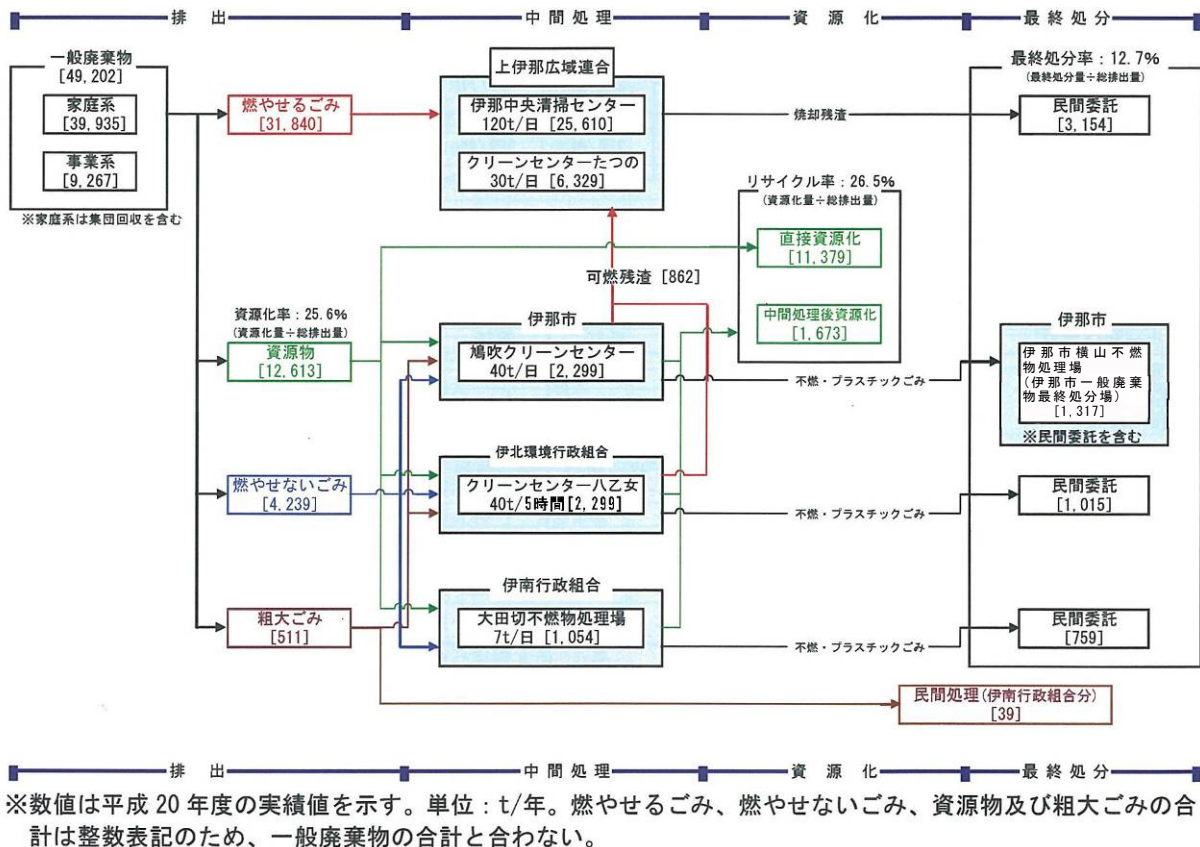 排 出
中 間 処 理
資 源 化
最 終 処 分
一般廃棄物
[49,202]
家庭系
[39,935]
事業系
[9,267]
※家庭系は集団回収を含む
燃やせるごみ
[31,840]
資源化率：25.6%
(資源化量÷総排出量)
資源物
[12,613]
燃やせないごみ
[4,239]
粗大ごみ
[511]
上伊那広域連合
伊那中央清掃センター
120t/日 [25,610]
クリーンセンターたつの
30t/日 [6,329]
可燃残渣 [862]
伊那市
鳩吹クリーンセンター
40t/日 [2,299]
伊北環境行政組合
クリーンセンター八乙女
40t/5時間[2,299]
伊南行政組合
大田切不燃物処理場
7t/日 [1,054]
焼却残渣
リサイクル率：26.5%
(資源化量÷総排出量)
直接資源化
[11,379]
中間処理後資源化
[1,673]
不燃・プラスチックごみ
不燃・プラスチックごみ
不燃・プラスチックごみ
最終処分率：12.7%
(最終処分量÷総排出量)
民間委託
[3,154]
伊那市
伊那市横山不燃
物処理場
(伊那市一般廃棄
物最終処分場)
[1,317]
※民間委託を含む
民間委託
[1,015]
民間委託
[759]
民間処理(伊南行政組合分)
[39]
排 出
中 間 処 理
資 源 化
最 終 処 分
※数値は平成 20 年度の実績値を示す。単位：t/年。燃やせるごみ、燃やせないごみ、資源物及び粗大ごみの合
計は整数表記のため、一般廃棄物の合計と合わない。